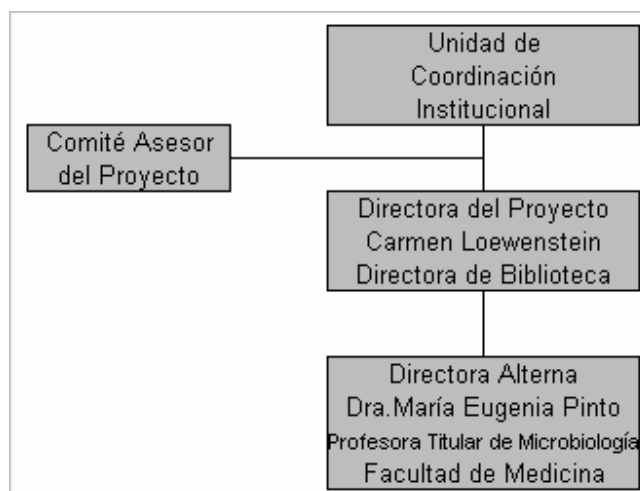 Unidad de
Coordinación
Institucional
Comité Asesor
del Proyecto
Directora del Proyecto
Carmen Loewenstein
Directora de Biblioteca
Directora Alterna
Dra.María Eugenia Pinto
Profesora Titular de Microbiología
Facultad de Medicina